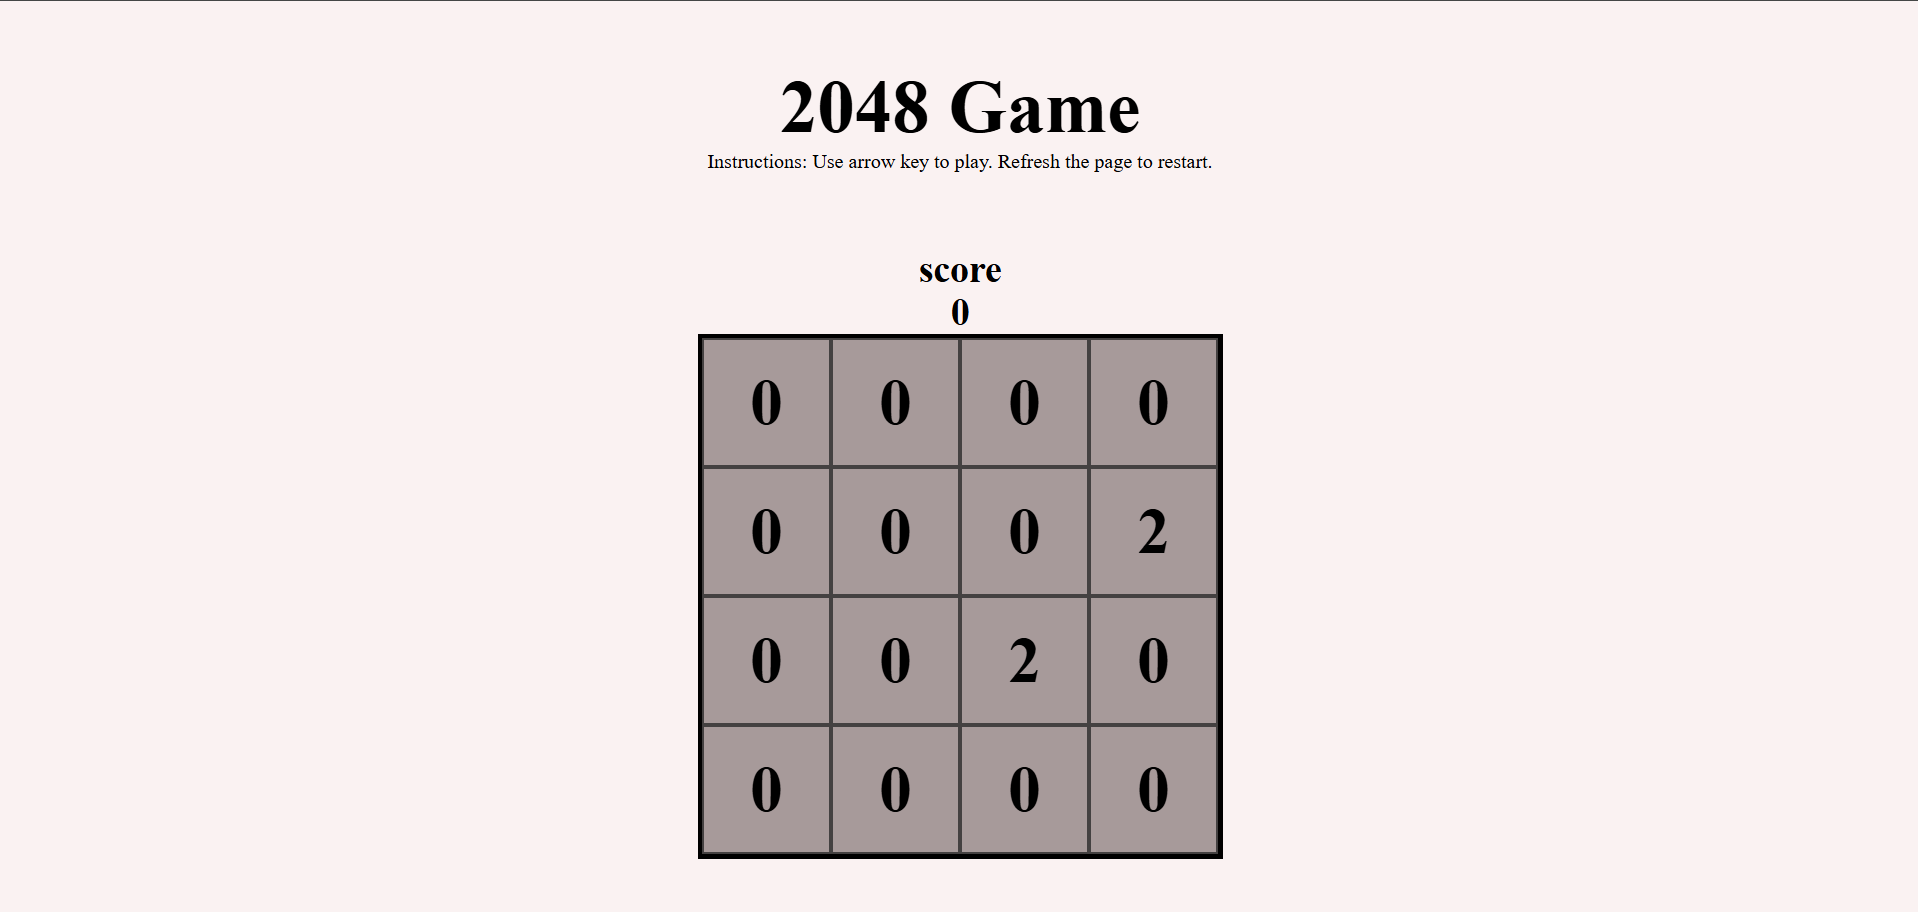 2048 Game
Instructions: Use arrow key to play. Refresh the page to restart.
score
0
0 0 0 0
0 0 0 2
0 0 2 0
0 0 0 0